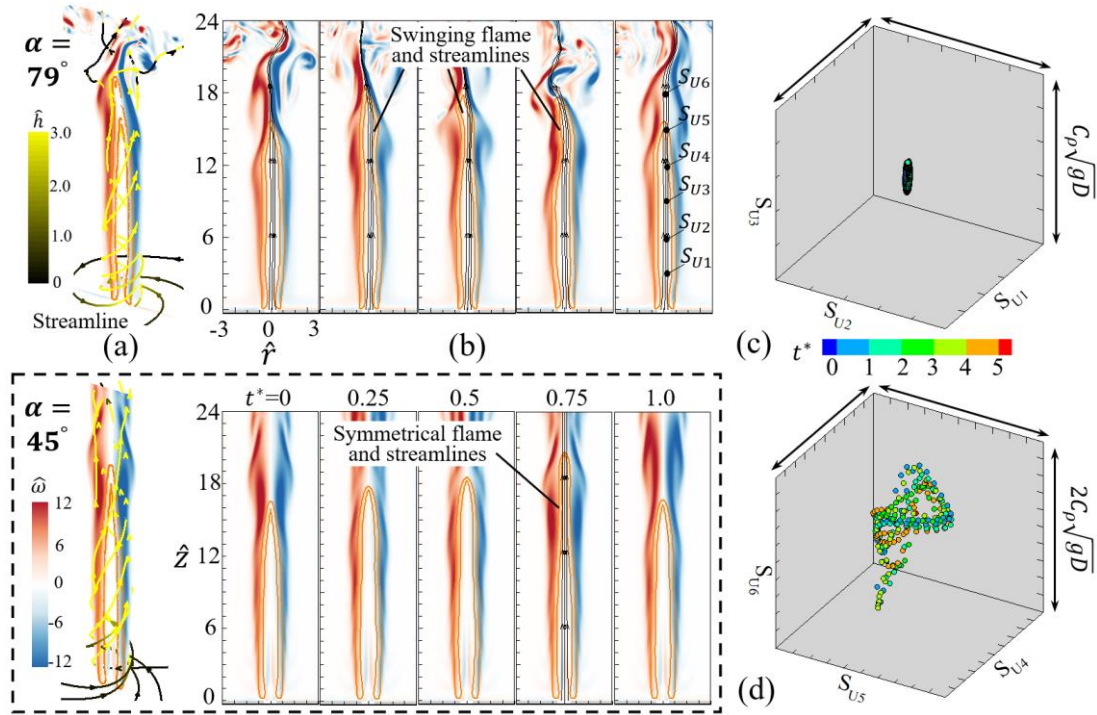 α =
79°
ĥ
3.0
2.0
1.0
0
Streamline
(a)
24
18
12
6
0
-3 0 3
r̂
Swinging flame
and streamlines
S_U6
S_U5
S_U4
S_U3
S_U2
S_U1
(b)
C_ρ√gD
S_U3
S_U2
S_U1
(c)
t* 0 1 2 3 4 5
α =
45°
ω̂
12
6
0
-6
-12
t*=0 0.25 0.5 0.75 1.0
24
18
12
6
0
ẑ
Symmetrical flame
and streamlines
2C_ρ√gD
S_U6
S_U5
S_U4
(d)